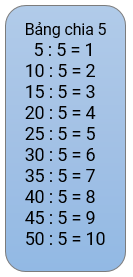 Bảng chia 5
5 : 5 = 1
10 : 5 = 2
15 : 5 = 3
20 : 5 = 4
25 : 5 = 5
30 : 5 = 6
35 : 5 = 7
40 : 5 = 8
45 : 5 = 9
50 : 5 = 10